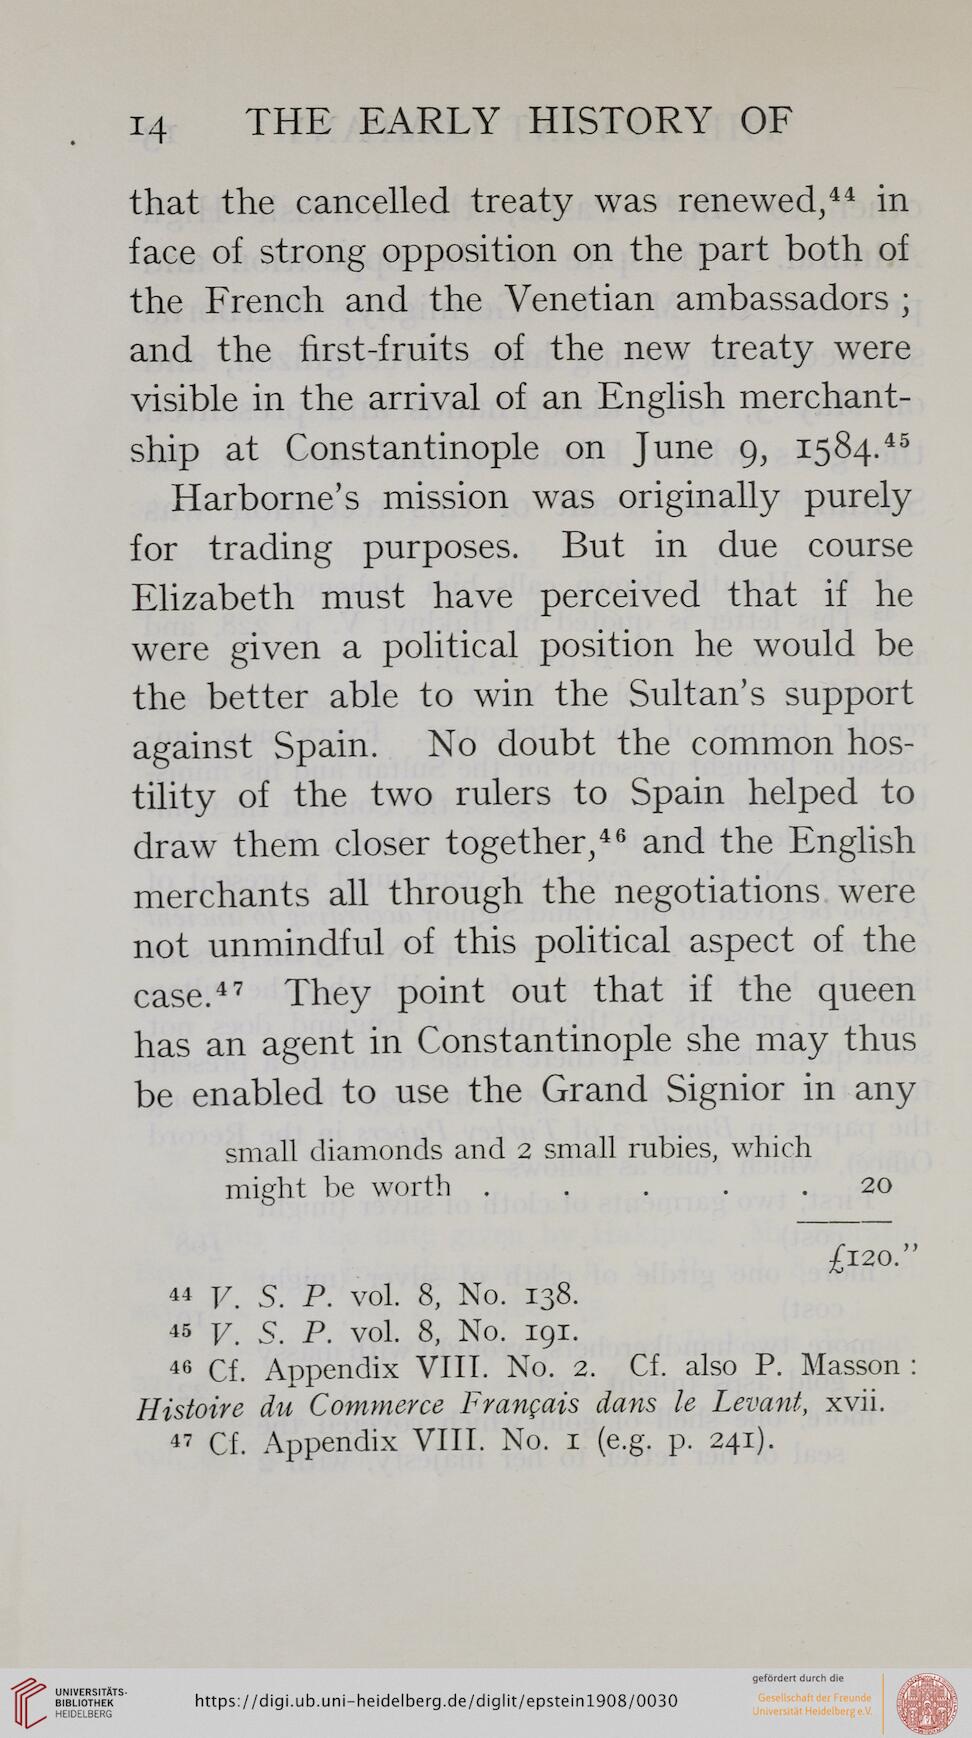 14 THE EARLY HISTORY OF
that the cancelled treaty was renewed,⁴⁴ in
face of strong opposition on the part both of
the French and the Venetian ambassadors ;
and the first-fruits of the new treaty were
visible in the arrival of an English merchant-
ship at Constantinople on June 9, 1584.⁴⁵
Harborne's mission was originally purely
for trading purposes. But in due course
Elizabeth must have perceived that if he
were given a political position he would be
the better able to win the Sultan's support
against Spain. No doubt the common hos-
tility of the two rulers to Spain helped to
draw them closer together,⁴⁶ and the English
merchants all through the negotiations were
not unmindful of this political aspect of the
case.⁴⁷ They point out that if the queen
has an agent in Constantinople she may thus
be enabled to use the Grand Signior in any
small diamonds and 2 small rubies, which
might be worth . . . . . 20
£120."
⁴⁴ V. S. P. vol. 8, No. 138.
⁴⁵ V. S. P. vol. 8, No. 191.
⁴⁶ Cf. Appendix VIII. No. 2. Cf. also P. Masson :
Histoire du Commerce Français dans le Levant, xvii.
⁴⁷ Cf. Appendix VIII. No. 1 (e.g. p. 241).
UNIVERSITÄTS-
BIBLIOTHEK
HEIDELBERG
https://digi.ub.uni-heidelberg.de/diglit/epstein1908/0030
gefördert durch die
Gesellschaft der Freunde
Universität Heidelberg e.V.